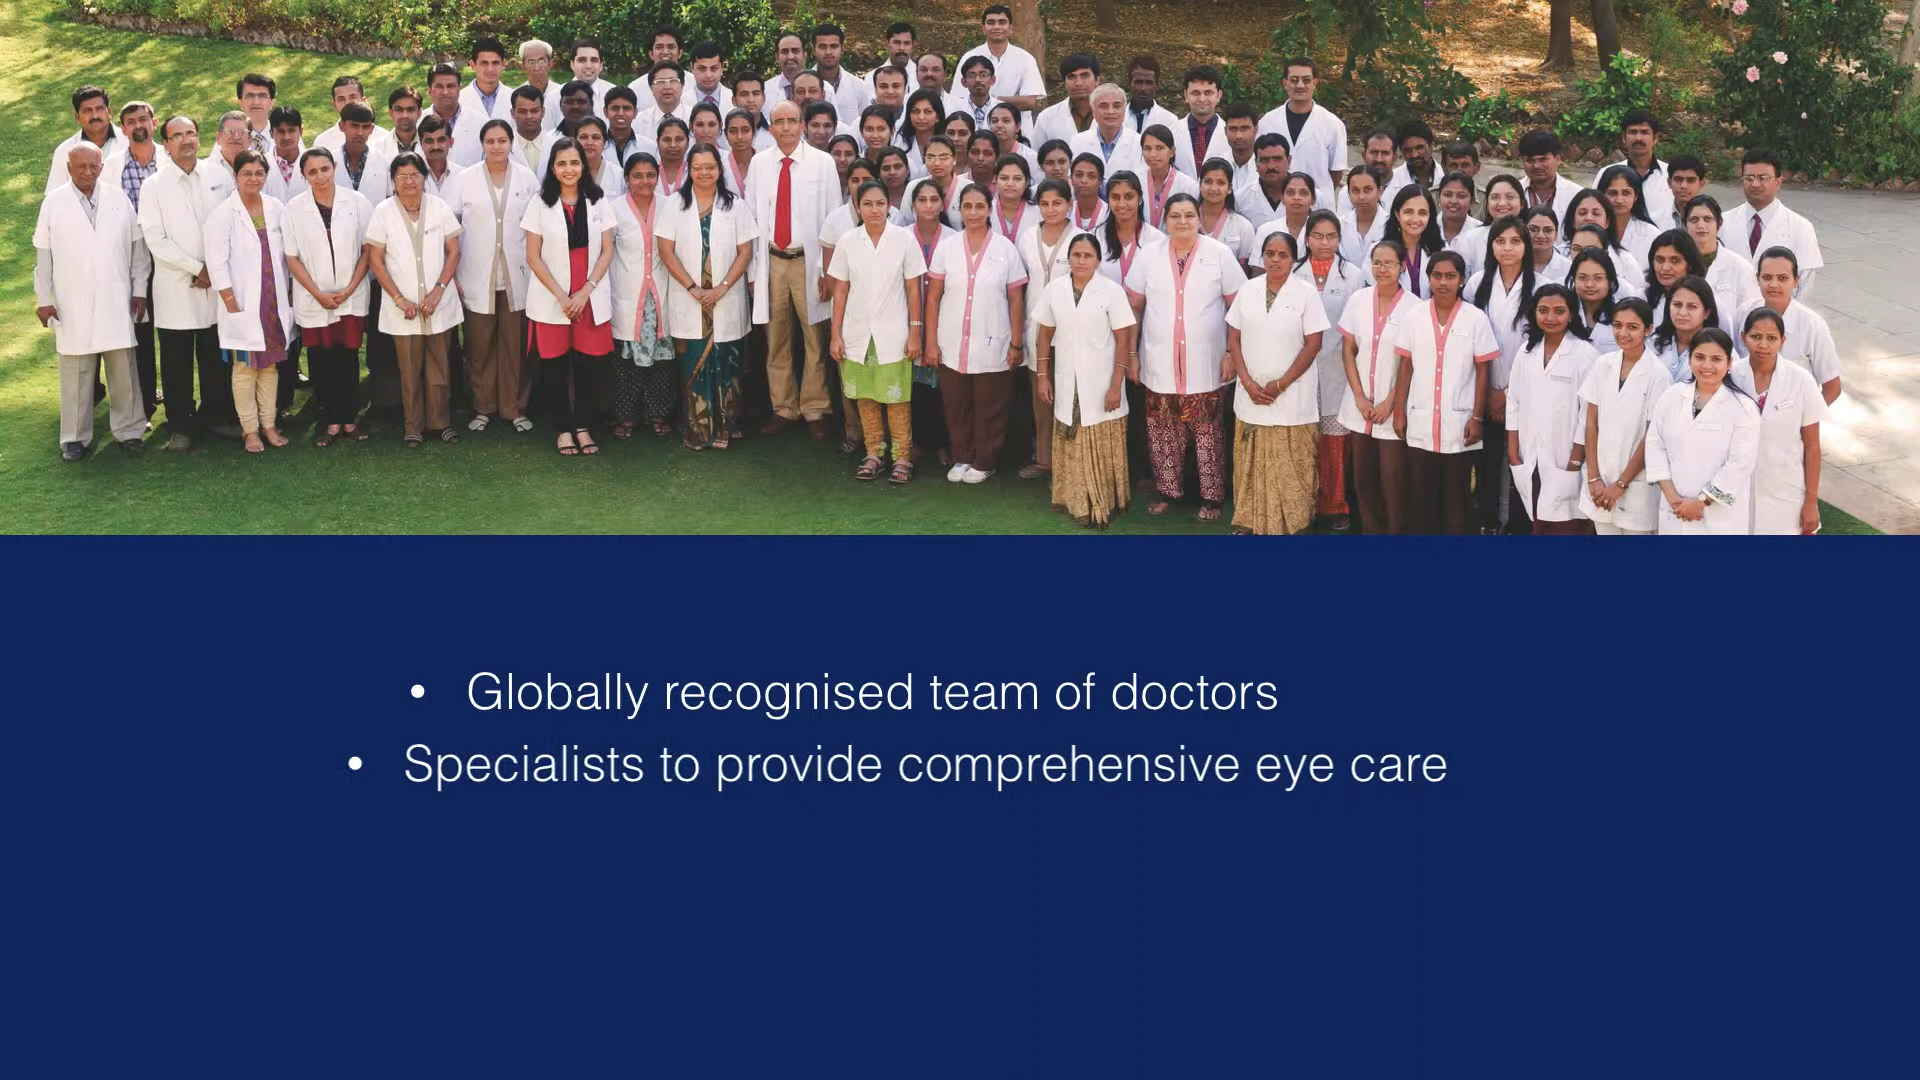 • Globally recognised team of doctors
• Specialists to provide comprehensive eye care